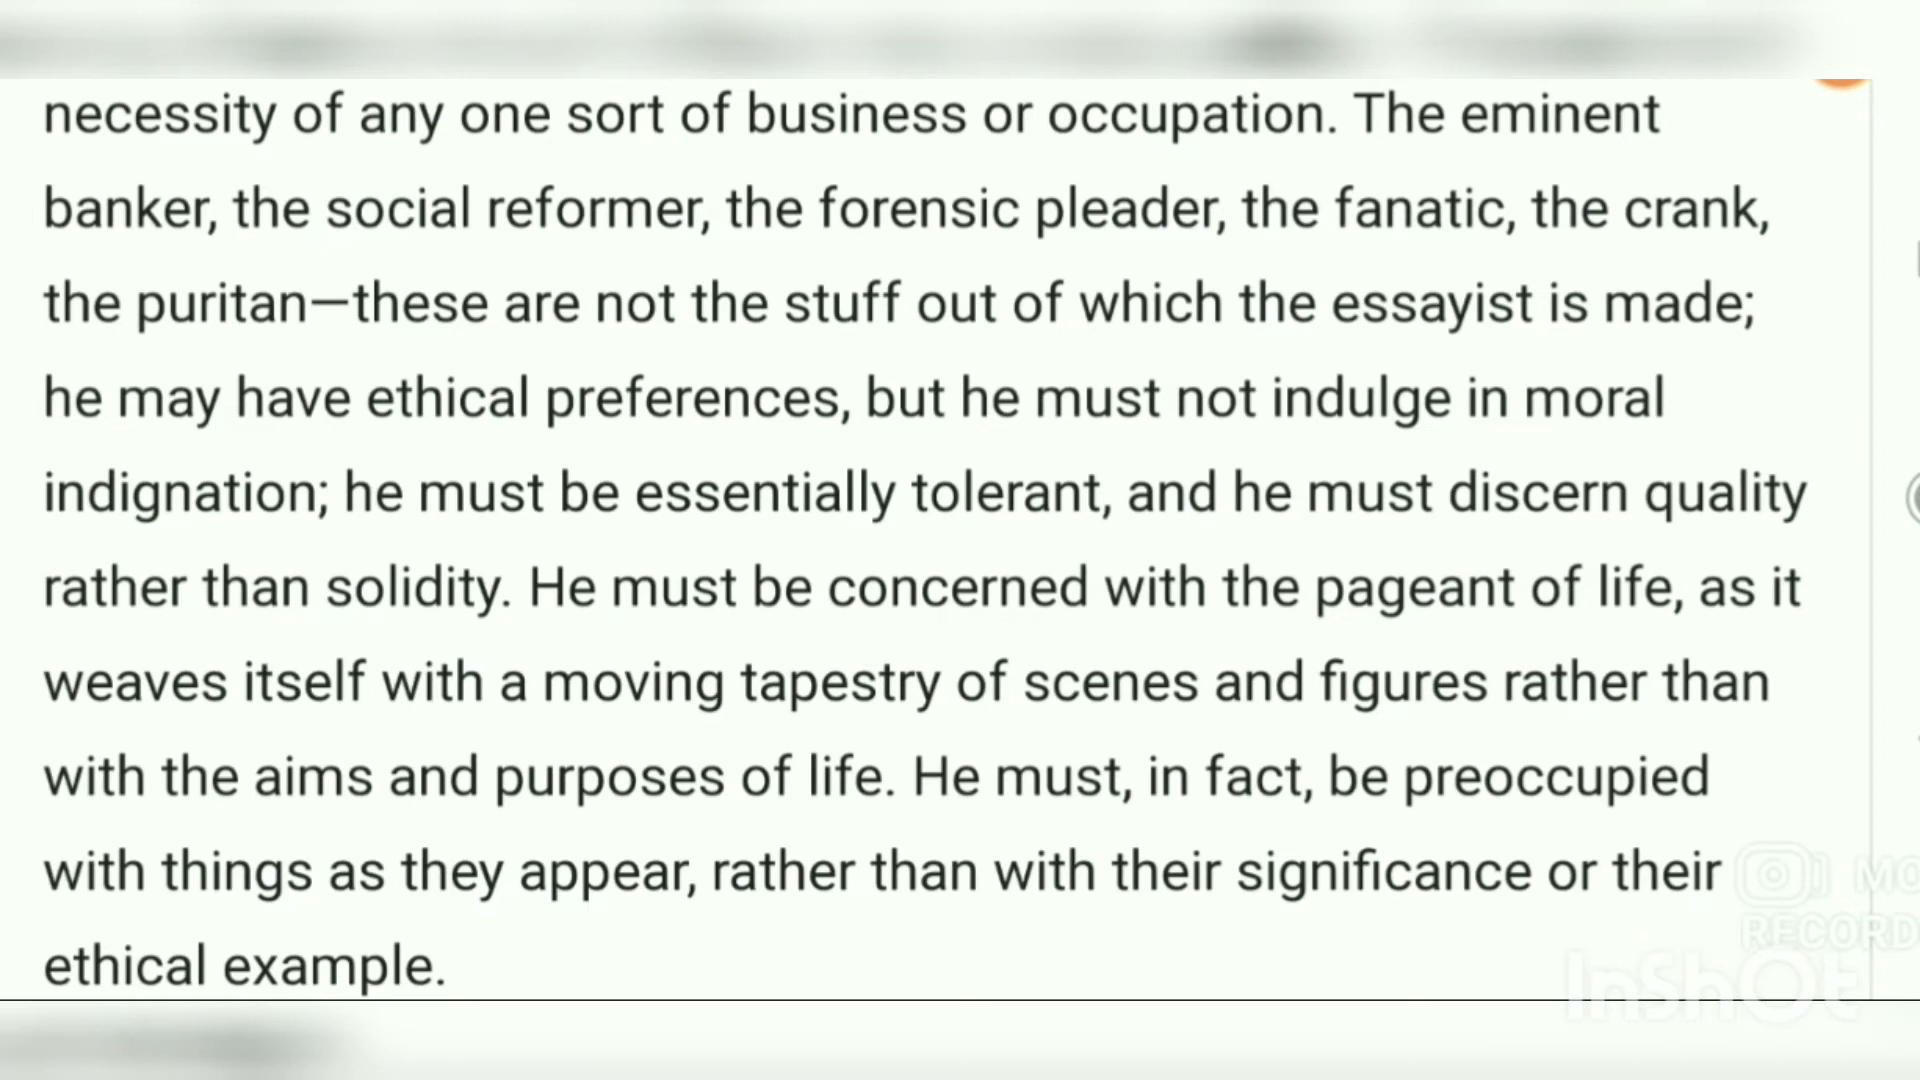 necessity of any one sort of business or occupation. The eminent
banker, the social reformer, the forensic pleader, the fanatic, the crank,
the puritan—these are not the stuff out of which the essayist is made;
he may have ethical preferences, but he must not indulge in moral
indignation; he must be essentially tolerant, and he must discern quality
rather than solidity. He must be concerned with the pageant of life, as it
weaves itself with a moving tapestry of scenes and figures rather than
with the aims and purposes of life. He must, in fact, be preoccupied
with things as they appear, rather than with their significance or their
ethical example.
RECORD
InShOt